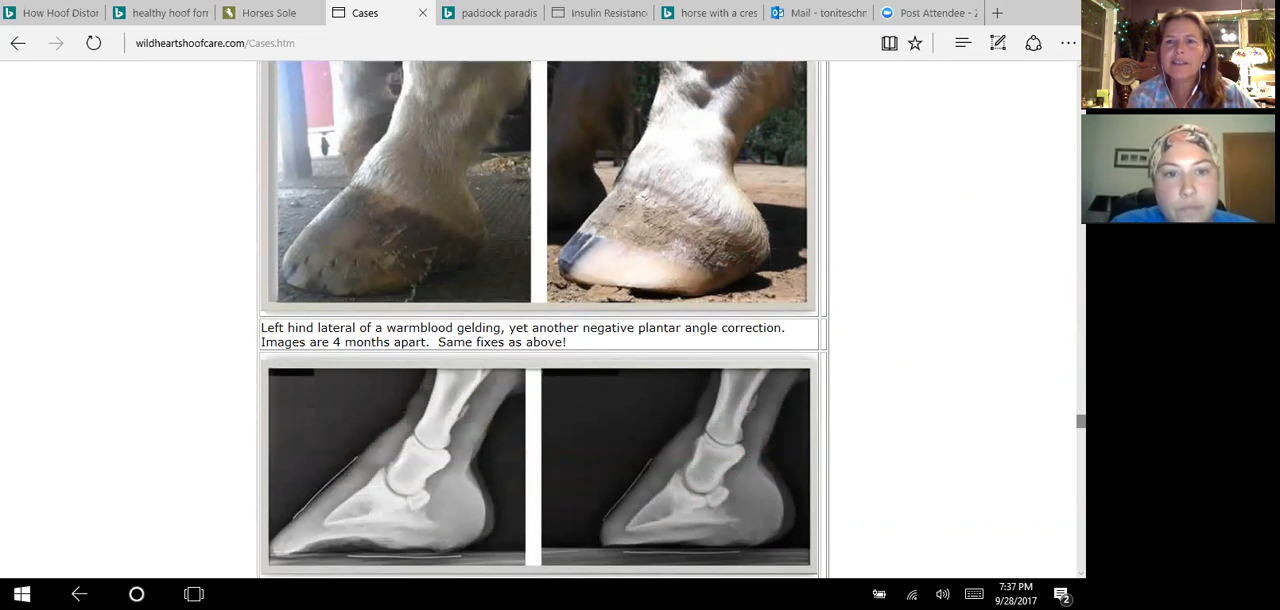 How Hoof Distor
healthy hoof forr
Horses Sole
Cases
paddock paradis
Insulin Resistanc
horse with a cres
Mail - toniteschn
Post Attendee - Z
wildheartshoofcare.com/Cases.htm
Left hind lateral of a warmblood gelding, yet another negative plantar angle correction.
Images are 4 months apart.  Same fixes as above!
7:37 PM
9/28/2017
2